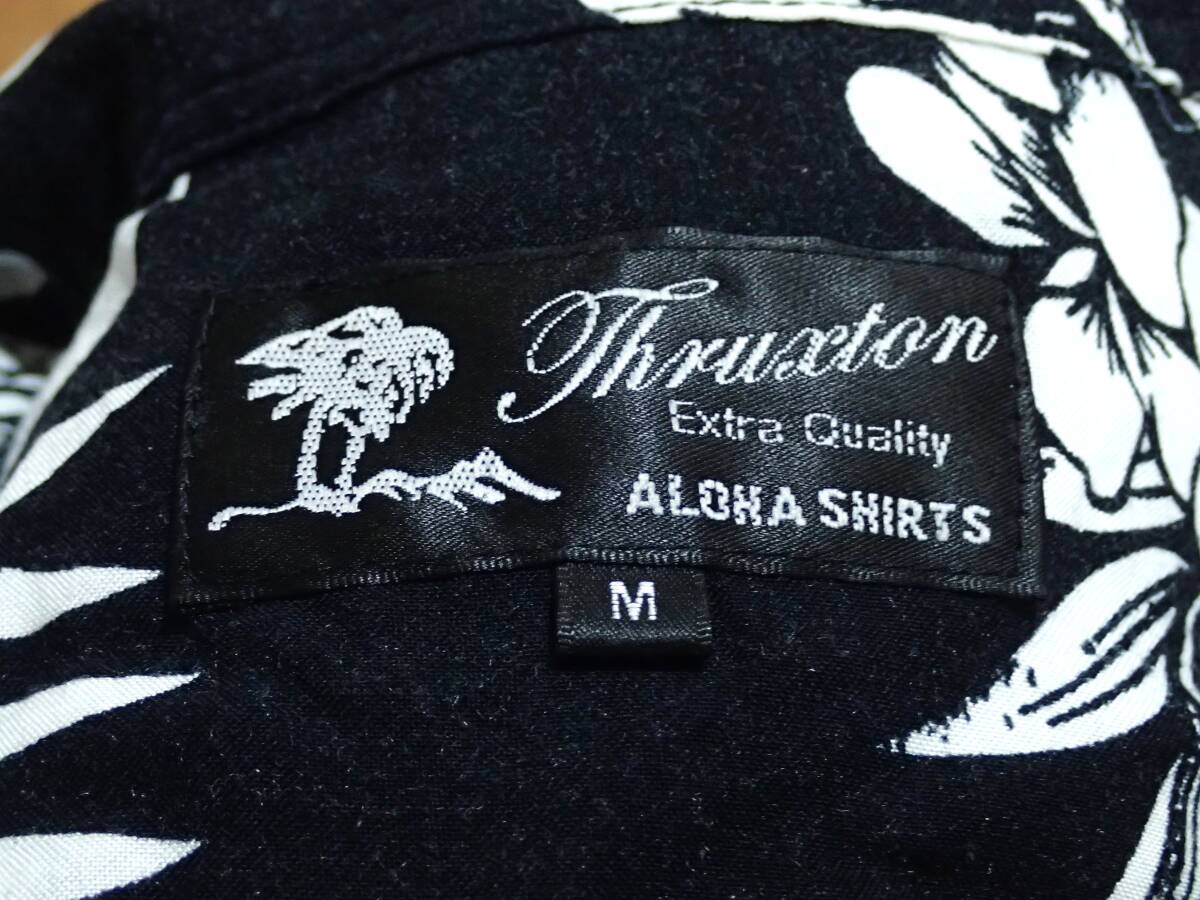 Thruxton
Extra Quality
ALOHA SHIRTS
M